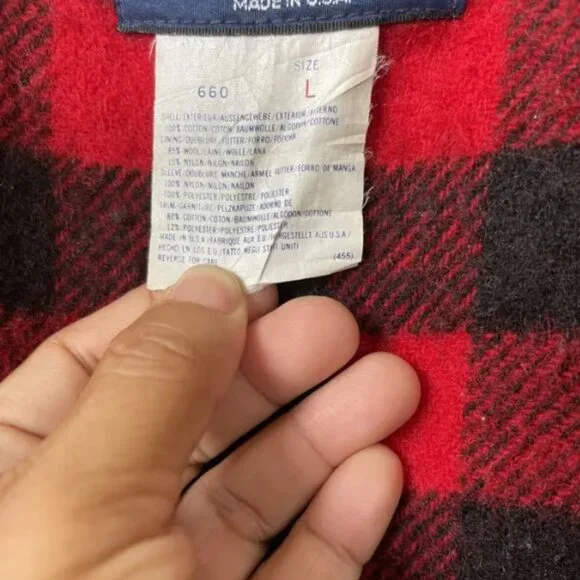 MADE IN U.S.A.
SIZE
660 L
SHELL/EXTERIEUR/AUSSENGEWEBE/EXTERIOR/ESTERNO
100% COTTON/COTON/BAUMWOLLE/ALGODON/COTTONE
LINING/DOUBLURE/FUTTER/FORRO/FODERA
85% WOOL/LAINE/WOLLE/LANA
15% NYLON/NILON/NAILON
SLEEVE/DOUBLURE MANCHE/ARMEL FUTTER/FORRO OF MANGA
100% NYLON/NILON/NAILON
100% POLYESTER/POLYESTRE/POLIESTER
TRIM/GARNITURE/PELZKAPUZE/ADORNO DE
88% COTTON/COTON/BAUMWOLLE/ALGODON/COTTONE
12% POLYESTER/POLYESTRE/POLIESTER
MADE IN U.S.A/FABRIQUE AUX E.U/HERGESTELLT AUS U.S.A/
HECHO EN LOS E.U/FATTO NEGLI STATI UNITI
REVERSE FOR CARE (455)